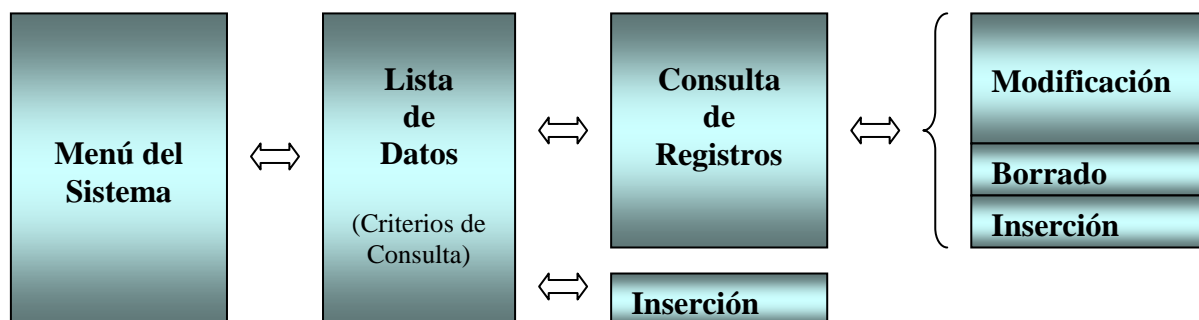 Menú del
Sistema
Lista
de
Datos
(Criterios de
Consulta)
Consulta
de
Registros
Inserción
Modificación
Borrado
Inserción